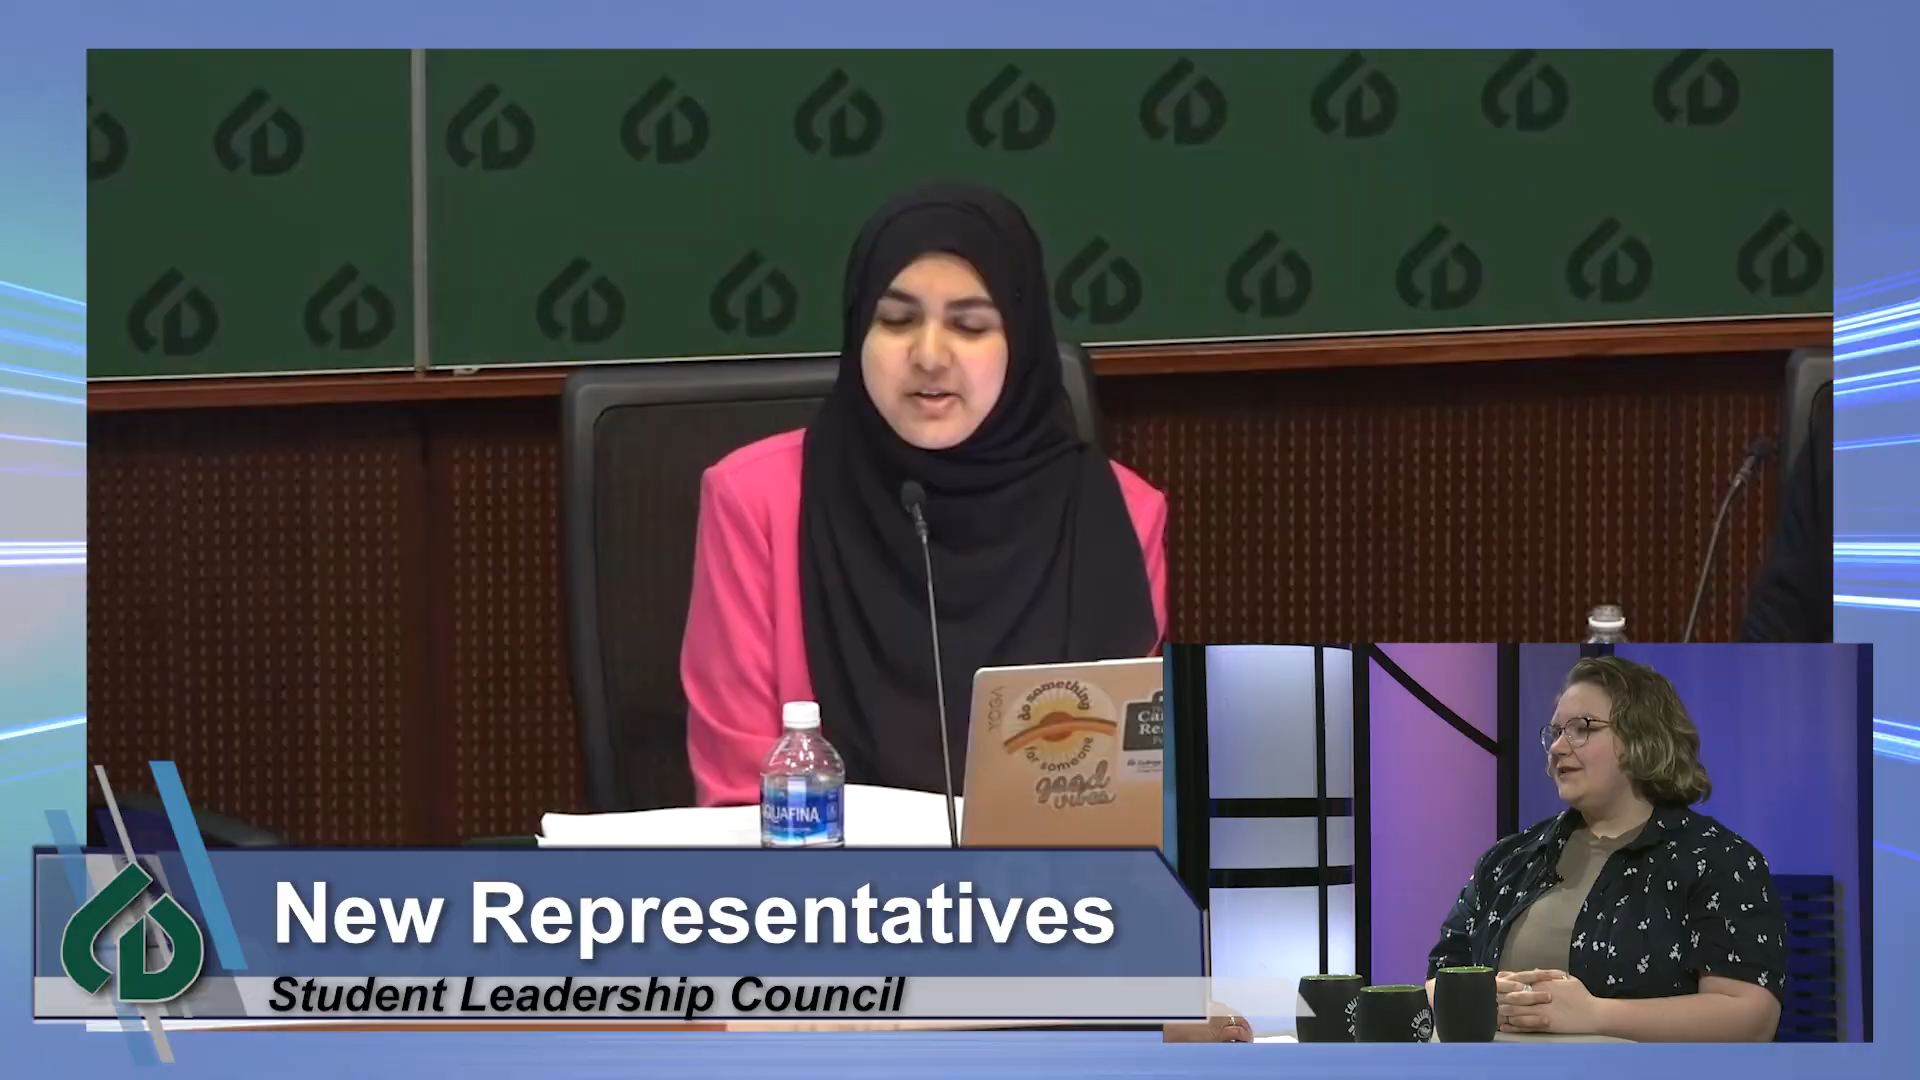 YOGA
do something
for someone
good
vibes
AQUAFINA
New Representatives
Student Leadership Council